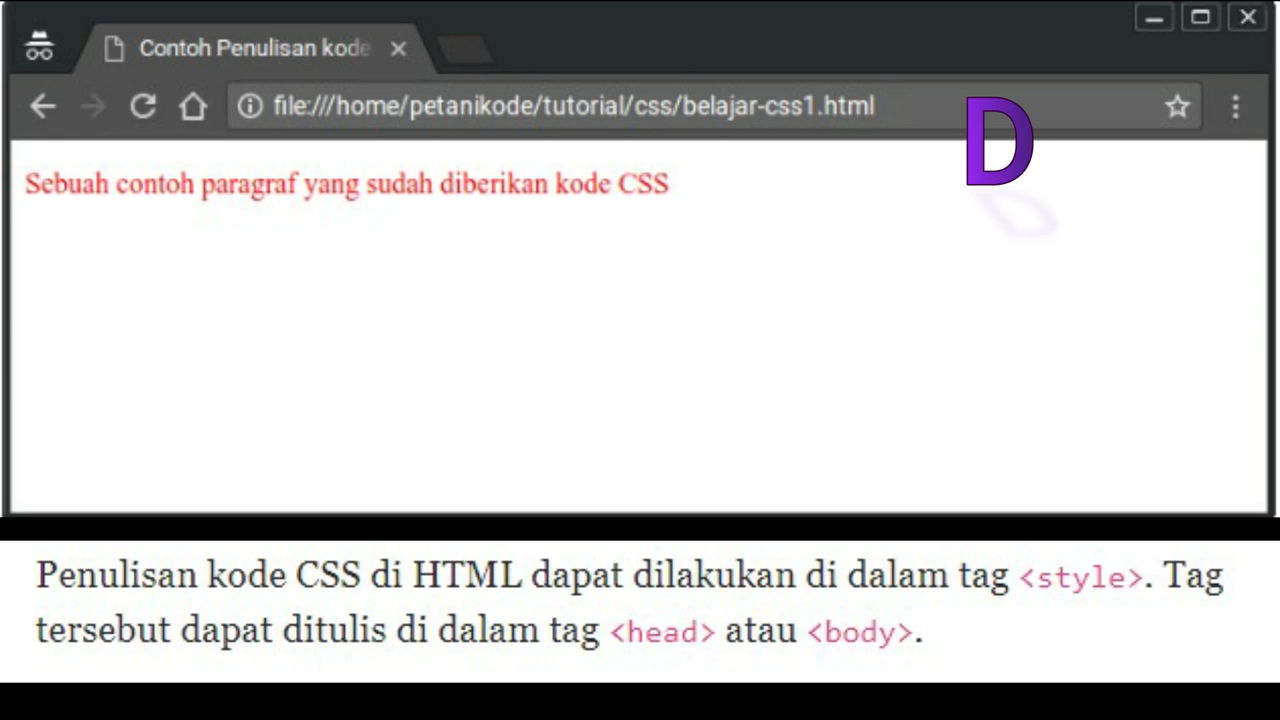 Contoh Penulisan kode
file:///home/petanikode/tutorial/css/belajar-css1.html
D
Sebuah contoh paragraf yang sudah diberikan kode CSS
Penulisan kode CSS di HTML dapat dilakukan di dalam tag <style>. Tag
tersebut dapat ditulis di dalam tag <head> atau <body>.